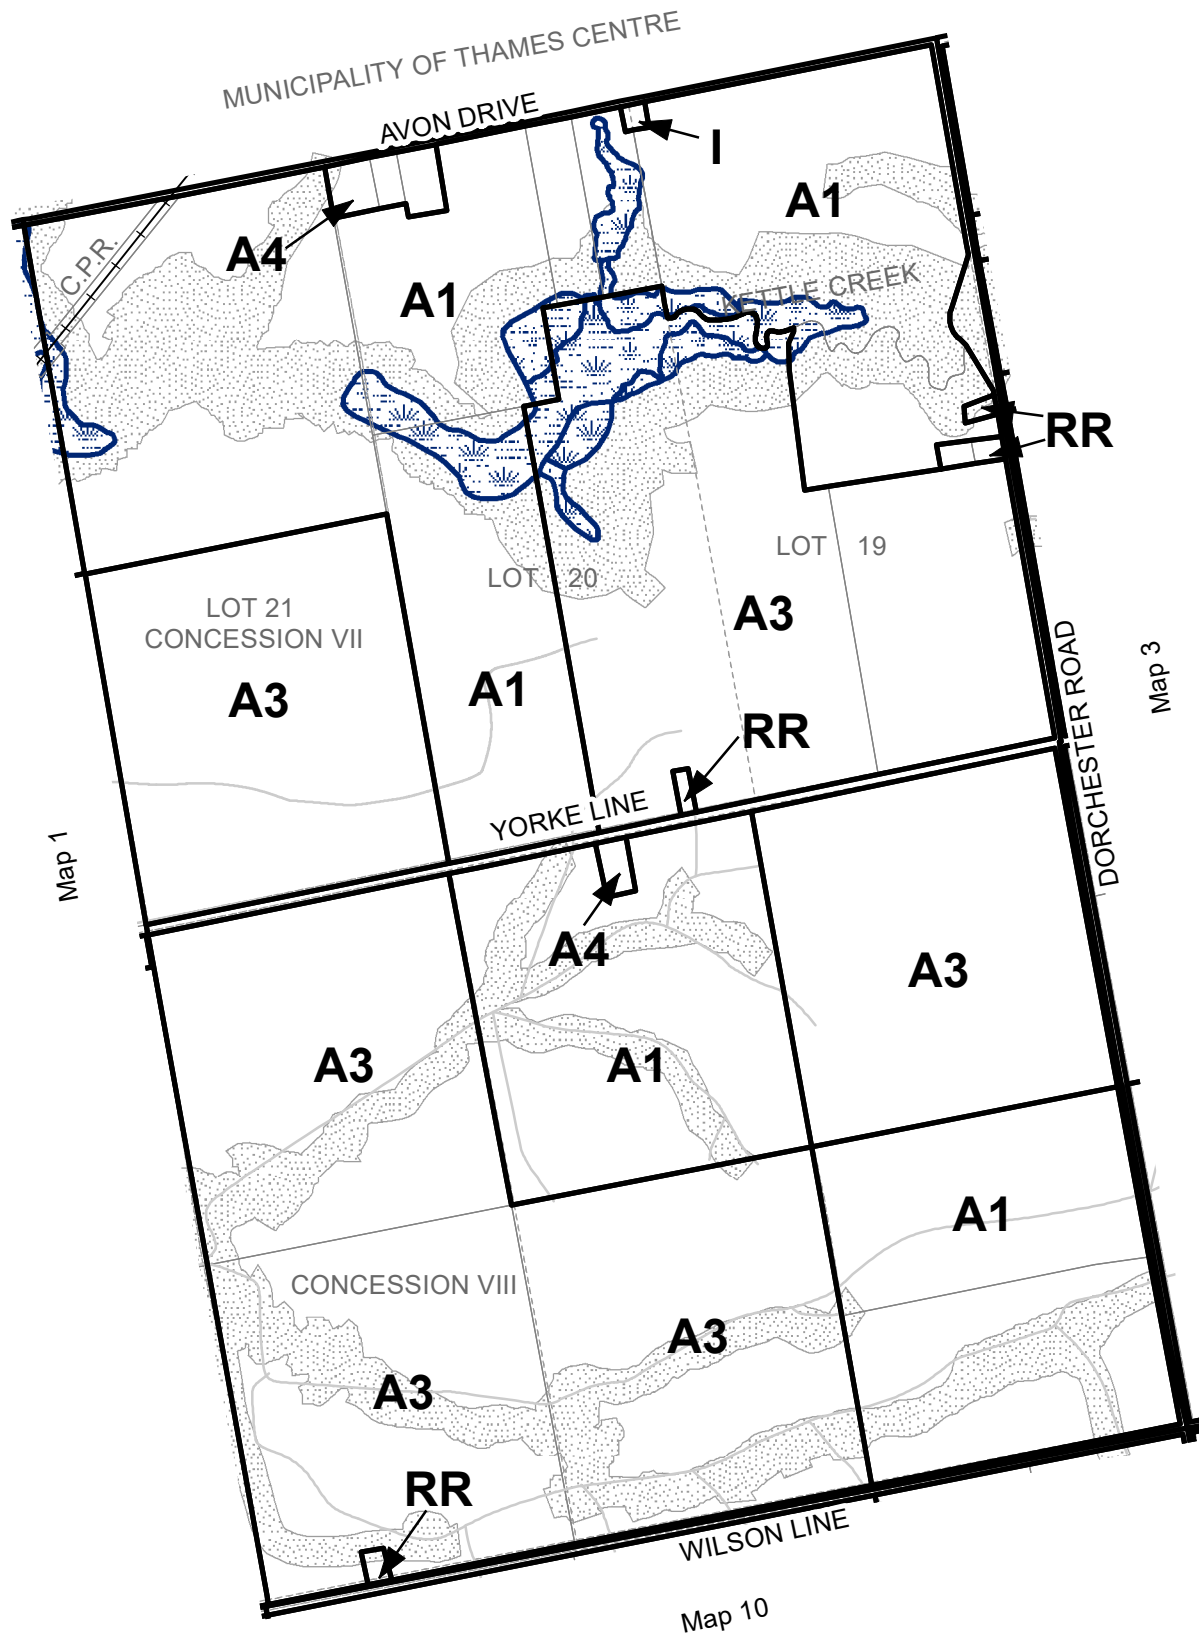 MUNICIPALITY OF THAMES CENTRE
AVON DRIVE
I
A1
C.P.R.
A4
A1
KETTLE CREEK
RR
LOT 19
LOT 20
LOT 21
CONCESSION VII
A3
A3
A1
RR
DORCHESTER ROAD
Map 3
YORKE LINE
Map 1
A4
A3
A3
A1
A1
CONCESSION VIII
A3
A3
RR
WILSON LINE
Map 10